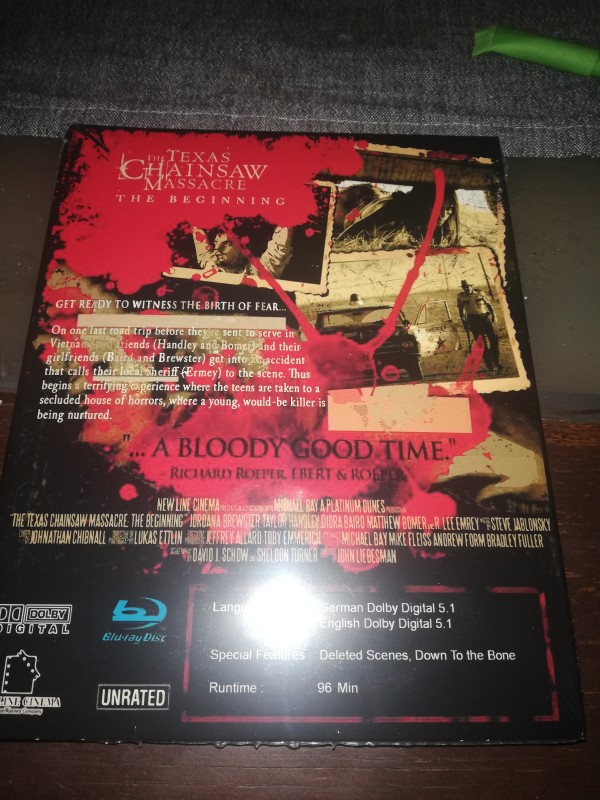 THE TEXAS
CHAINSAW
MASSACRE
THE BEGINNING
GET READY TO WITNESS THE BIRTH OF FEAR...
On one last road trip before they're sent to serve in
Vietnam, two friends (Handley and Bomer) and their
girlfriends (Baird and Brewster) get into an accident
that calls their local sheriff (Ermey) to the scene. Thus
begins a terrifying experience where the teens are taken to a
secluded house of horrors, where a young, would-be killer is
being nurtured.
"... A BLOODY GOOD TIME."
- RICHARD ROEPER, EBERT & ROEPER
NEW LINE CINEMA MICHAEL BAY A PLATINUM DUNES
"THE TEXAS CHAINSAW MASSACRE: THE BEGINNING" JORDANA BREWSTER TAYLOR HANDLEY DIORA BAIRD MATTHEW BOMER LEE ERMEY STEVE JABLONSKY
JOHNATHAN CHIBNALL LUKAS ETTLIN JEFFREY ALLARD TOBY EMMERICH MICHAEL BAY MIKE FLEISS ANDREW FORM BRADLEY FULLER
DAVID J. SCHOW SHELDON TURNER JOHN LIEBESMAN
DOLBY
DIGITAL
Blu-ray Disc
LINE CINEMA
UNRATED
German Dolby Digital 5.1
English Dolby Digital 5.1
Special Features Deleted Scenes, Down To the Bone
Runtime : 96 Min